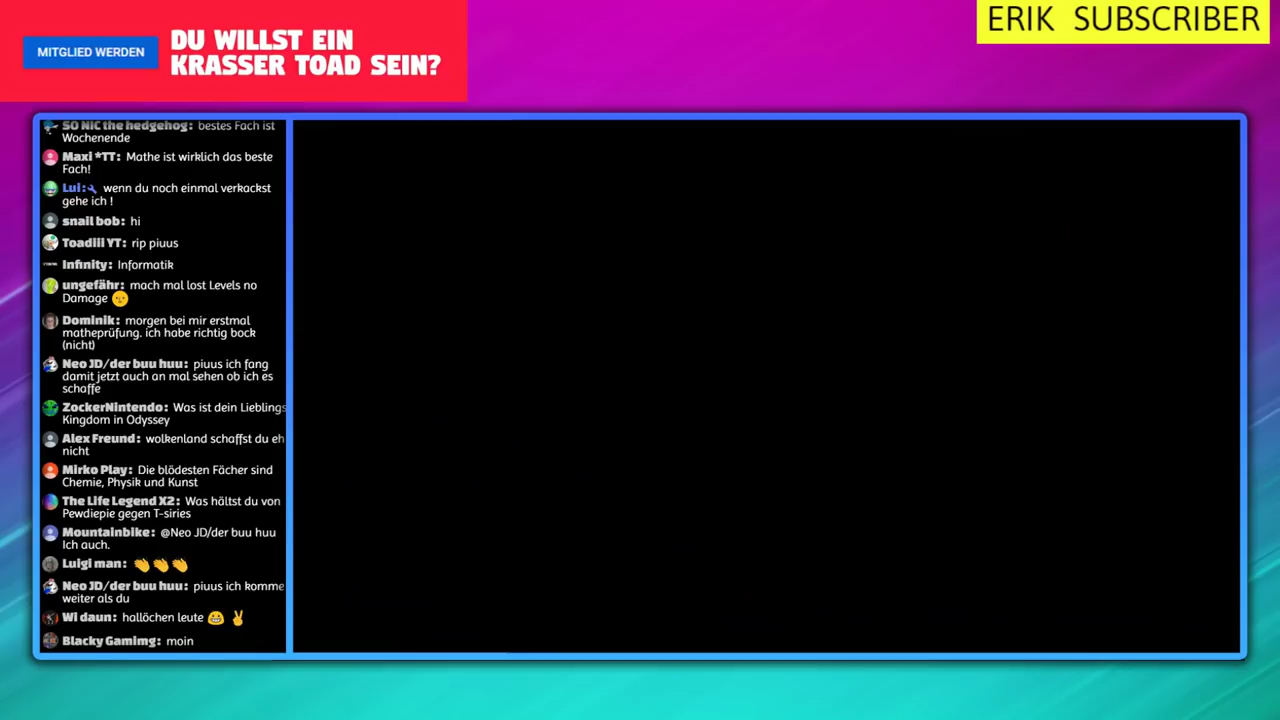 MITGLIED WERDEN
DU WILLST EIN
KRASSER TOAD SEIN?
ERIK SUBSCRIBER
SO NIC the hedgehog: bestes Fach ist
Wochenende
Maxi *TT: Mathe ist wirklich das beste
Fach!
Lui: wenn du noch einmal verkackst
gehe ich !
snail bob: hi
Toadiii YT: rip piuus
Infinity: Informatik
ungefähr: mach mal lost Levels no
Damage 🌝
Dominik: morgen bei mir erstmal
matheprüfung. ich habe richtig bock
(nicht)
Neo JD/der buu huu: piuus ich fang
damit jetzt auch an mal sehen ob ich es
schaffe
ZockerNintendo: Was ist dein Lieblings
Kingdom in Odyssey
Alex Freund: wolkenland schaffst du eh
nicht
Mirko Play: Die blödesten Fächer sind
Chemie, Physik und Kunst
The Life Legend X2: Was hältst du von
Pewdiepie gegen T-siries
Mountainbike: @Neo JD/der buu huu
Ich auch.
Luigi man: 👏👏👏
Neo JD/der buu huu: piuus ich komme
weiter als du
Wi daun: hallöchen leute 😀 ✌
Blacky Gamimg: moin